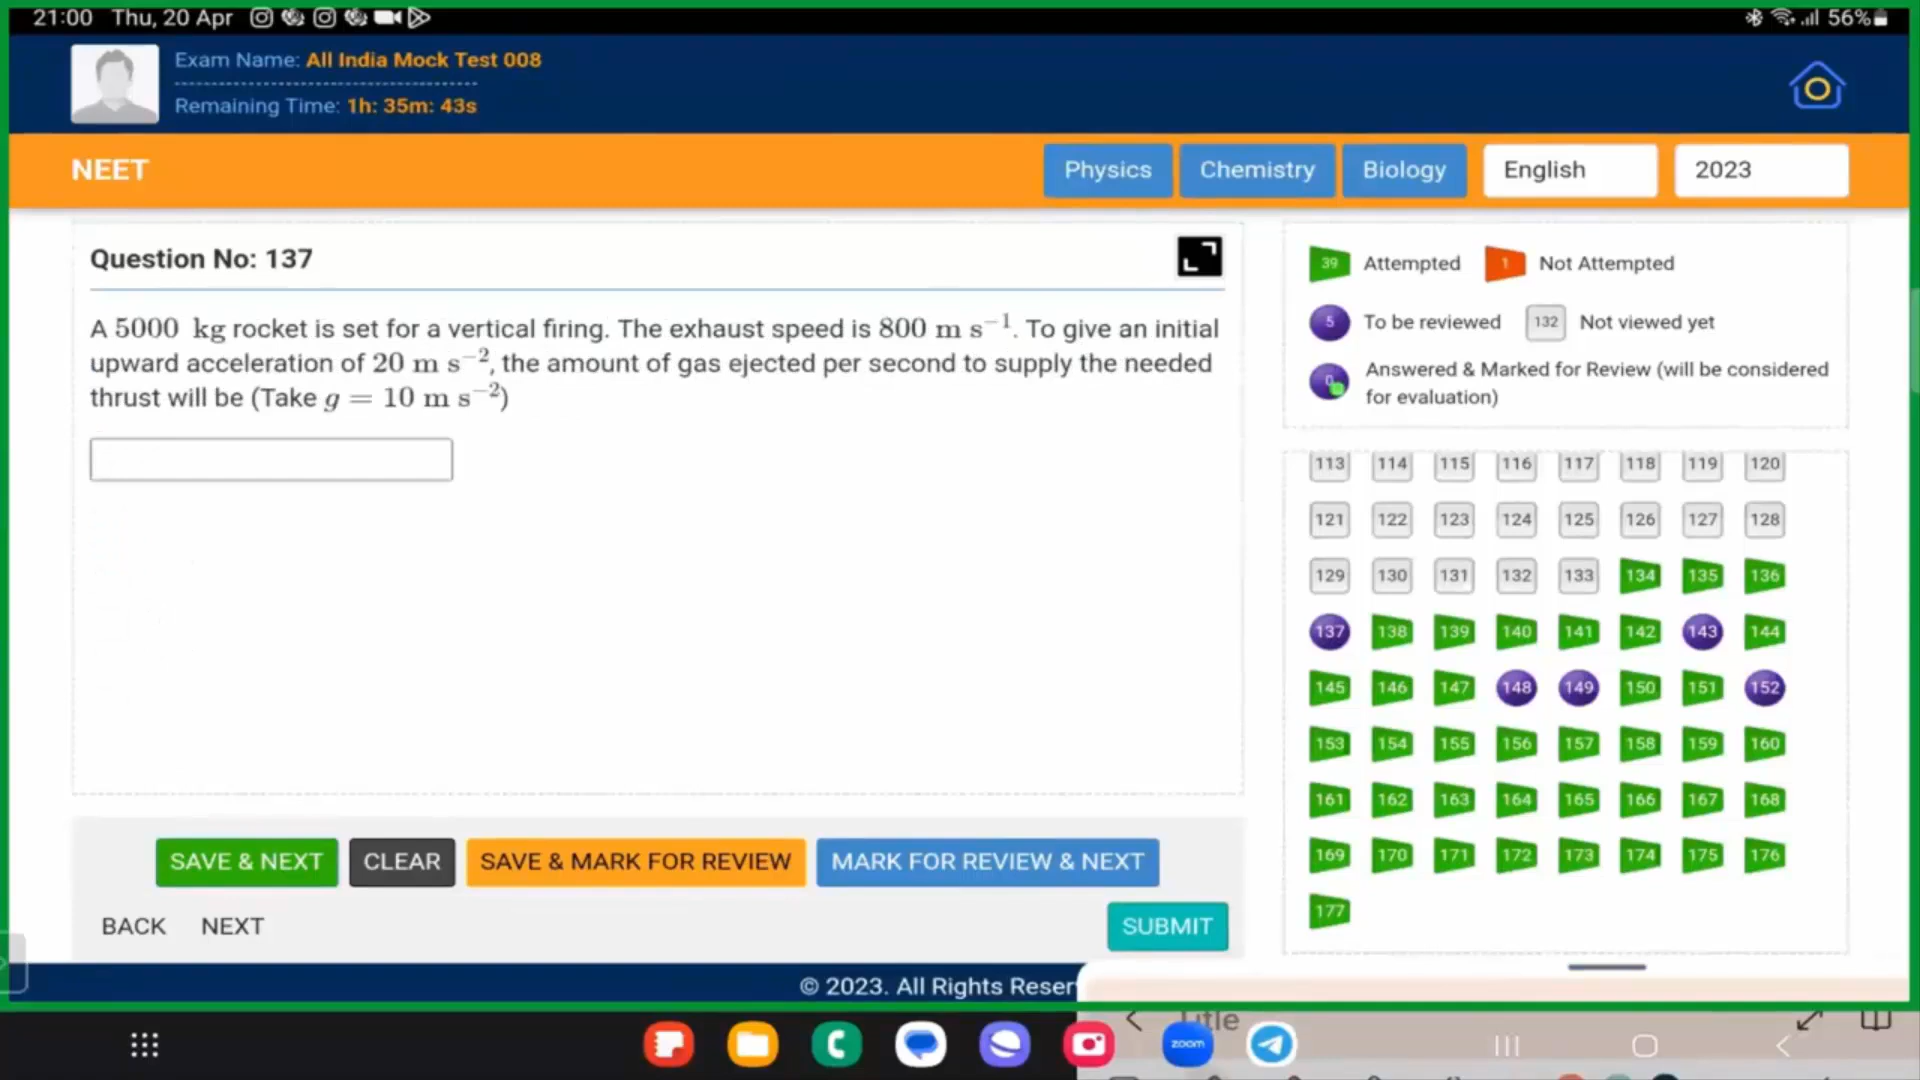 21:00 Thu, 20 Apr
56%
Exam Name: All India Mock Test 008
Remaining Time: 1h: 35m: 43s
NEET
Physics
Chemistry
Biology
English
2023
Question No: 137
A 5000 kg rocket is set for a vertical firing. The exhaust speed is 800 m s⁻¹. To give an initial
upward acceleration of 20 m s⁻², the amount of gas ejected per second to supply the needed
thrust will be (Take g = 10 m s⁻²)
39 Attempted 1 Not Attempted
5 To be reviewed 132 Not viewed yet
0 Answered & Marked for Review (will be considered
for evaluation)
113 114 115 116 117 118 119 120
121 122 123 124 125 126 127 128
129 130 131 132 133 134 135 136
137 138 139 140 141 142 143 144
145 146 147 148 149 150 151 152
153 154 155 156 157 158 159 160
161 162 163 164 165 166 167 168
169 170 171 172 173 174 175 176
177
SAVE & NEXT
CLEAR
SAVE & MARK FOR REVIEW
MARK FOR REVIEW & NEXT
BACK
NEXT
SUBMIT
© 2023. All Rights Reser
zoom